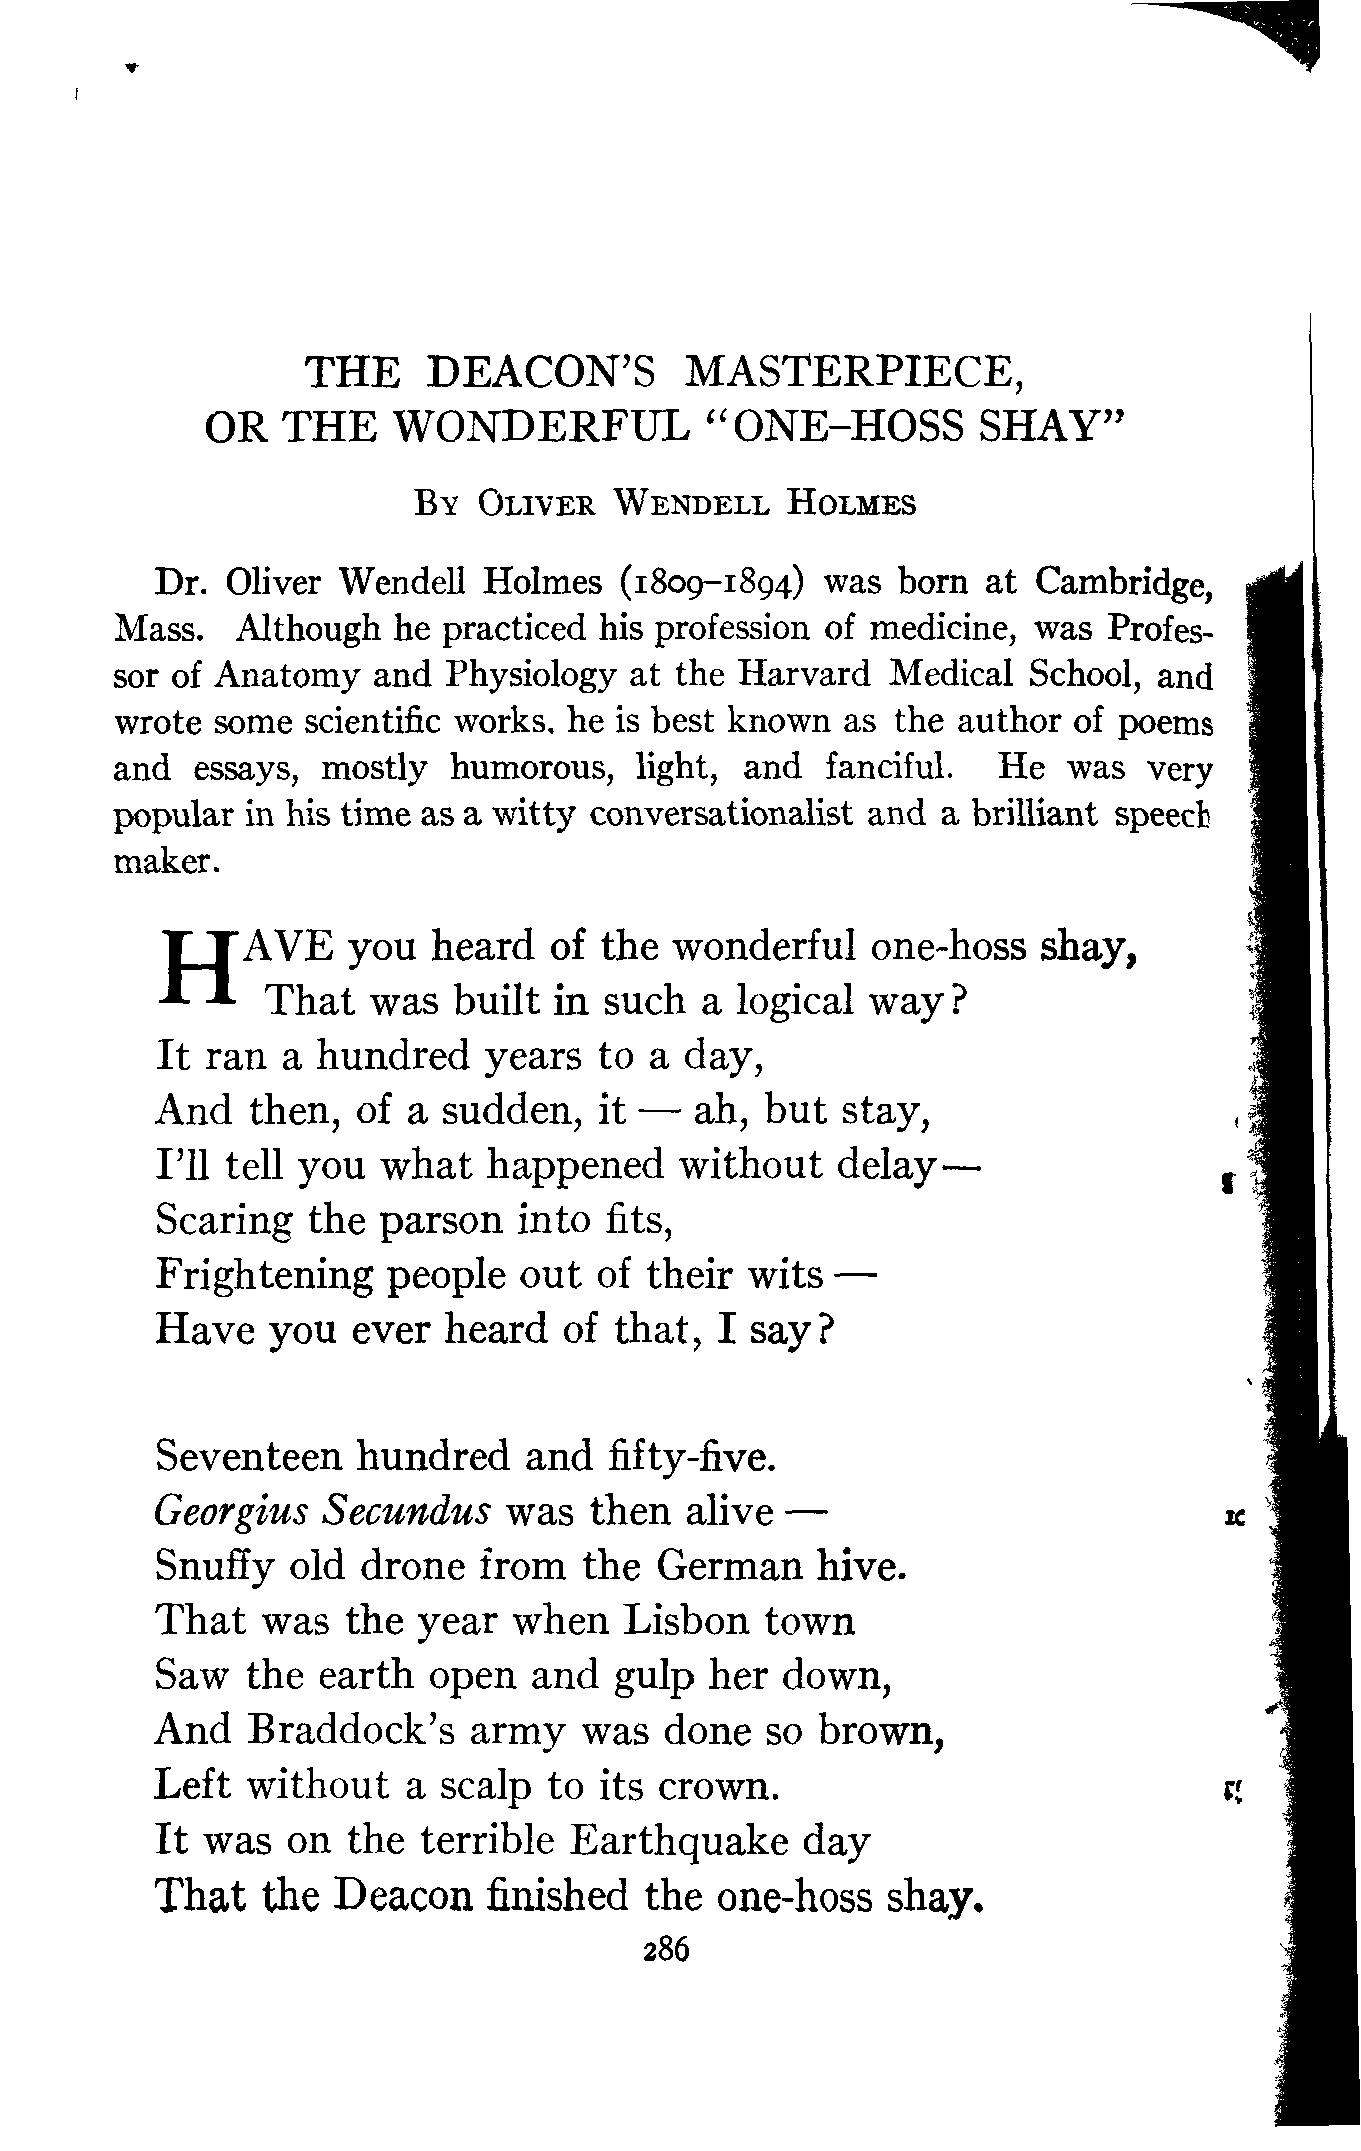 THE DEACON'S MASTERPIECE,
OR THE WONDERFUL "ONE-HOSS SHAY"
BY OLIVER WENDELL HOLMES
Dr. Oliver Wendell Holmes (1809-1894) was born at Cambridge,
Mass. Although he practiced his profession of medicine, was Profes-
sor of Anatomy and Physiology at the Harvard Medical School, and
wrote some scientific works, he is best known as the author of poems
and essays, mostly humorous, light, and fanciful. He was very
popular in his time as a witty conversationalist and a brilliant speech
maker.
HAVE you heard of the wonderful one-hoss shay,
That was built in such a logical way?
It ran a hundred years to a day,
And then, of a sudden, it — ah, but stay,
I'll tell you what happened without delay—
Scaring the parson into fits,
Frightening people out of their wits —
Have you ever heard of that, I say?
Seventeen hundred and fifty-five.
Georgius Secundus was then alive —
Snuffy old drone from the German hive.
That was the year when Lisbon town
Saw the earth open and gulp her down,
And Braddock's army was done so brown,
Left without a scalp to its crown.
It was on the terrible Earthquake day
That the Deacon finished the one-hoss shay.
286